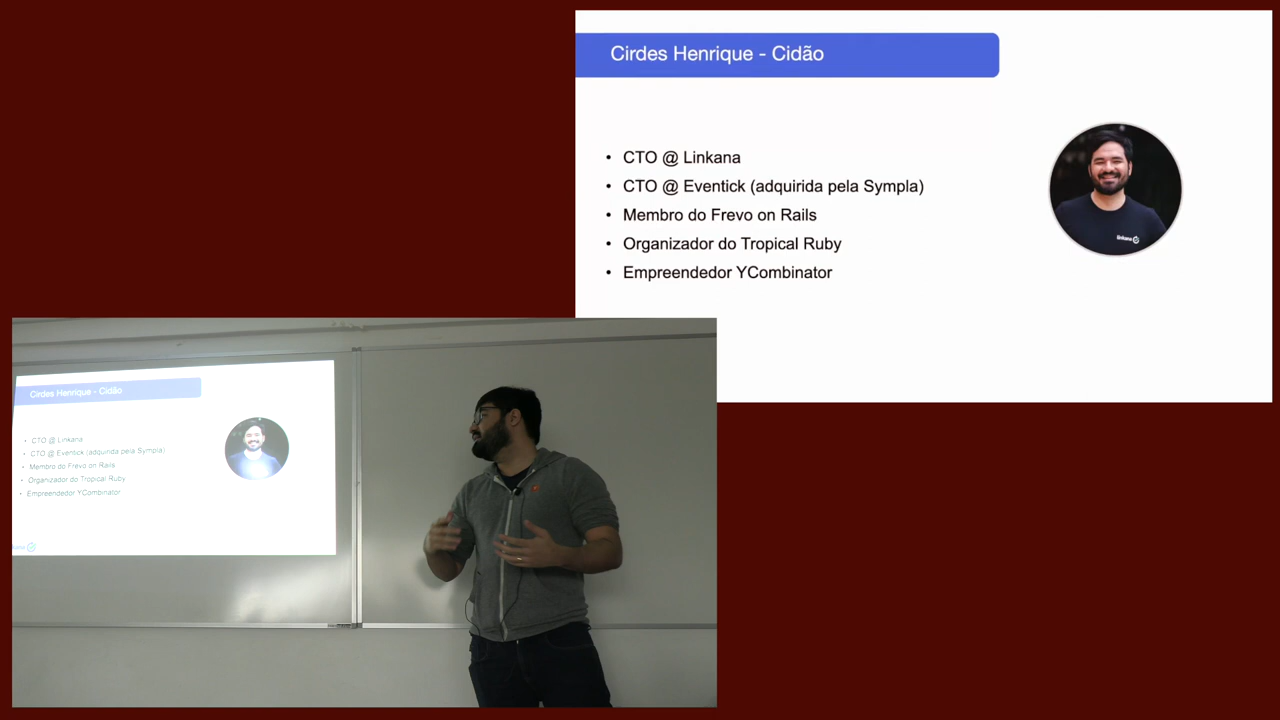 Cirdes Henrique - Cidão
• CTO @ Linkana
• CTO @ Eventick (adquirida pela Sympla)
• Membro do Frevo on Rails
• Organizador do Tropical Ruby
• Empreendedor YCombinator
linkana
Cirdes Henrique - Cidão
• CTO @ Linkana
• CTO @ Eventick (adquirida pela Sympla)
• Membro do Frevo on Rails
• Organizador do Tropical Ruby
• Empreendedor YCombinator